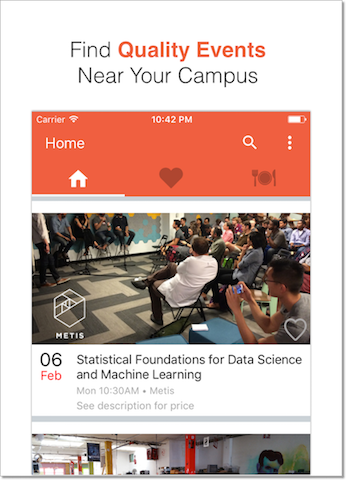 Find Quality Events
Near Your Campus
Carrier 10:42 PM
Home
METIS
06
Feb
Statistical Foundations for Data Science
and Machine Learning
Mon 10:30AM • Metis
See description for price